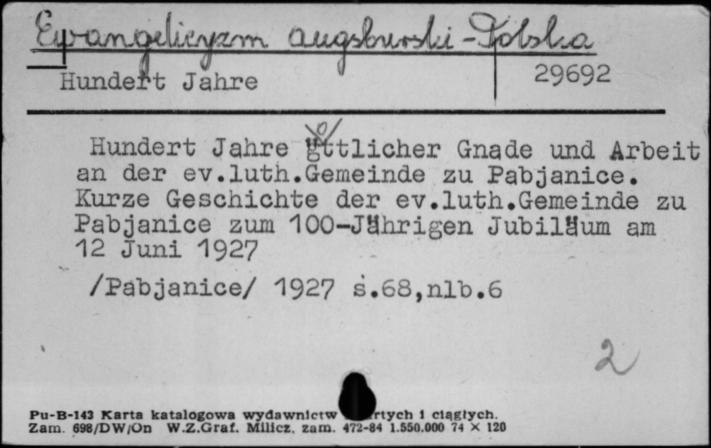 Ewangelicyzm augsburski - Polska
Hundert Jahre
29692
Hundert Jahre göttlicher Gnade und Arbeit
an der ev.luth.Gemeinde zu Pabjanice.
Kurze Geschichte der ev.luth.Gemeinde zu
Pabjanice zum 100-Jährigen Jubiläum am
12 Juni 1927
/Pabjanice/ 1927 s.68,nlb.6
2
Pu-B-143 Karta katalogowa wydawnictw rtych i ciągłych.
Zam. 698/DW/On W.Z.Graf. Milicz. zam. 472-84 1.550.000 74 × 120